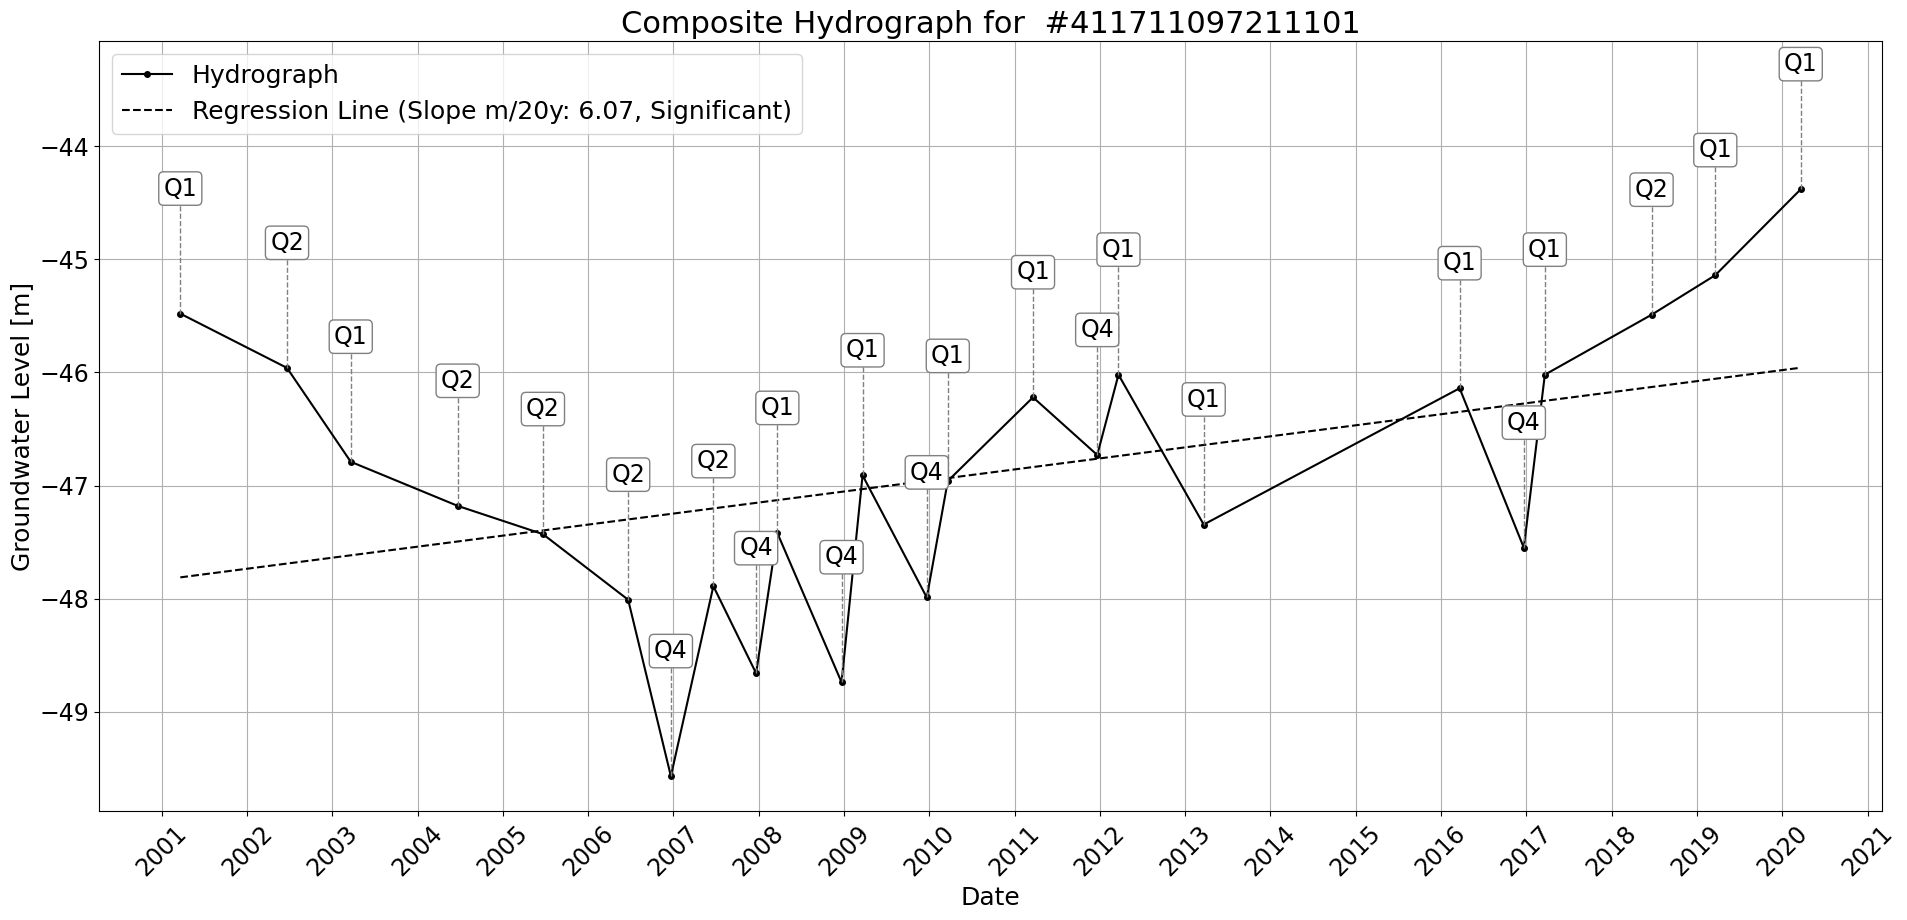 Composite Hydrograph for #411711097211101
Hydrograph
Regression Line (Slope m/20y: 6.07, Significant)
Groundwater Level [m]
−44
−45
−46
−47
−48
−49
Q1
Q2
Q1
Q2
Q2
Q2
Q4
Q2
Q4
Q1
Q4
Q1
Q4
Q1
Q1
Q4
Q1
Q1
Q1
Q4
Q1
Q2
Q1
Q1
2001
2002
2003
2004
2005
2006
2007
2008
2009
2010
2011
2012
2013
2014
2015
2016
2017
2018
2019
2020
2021
Date